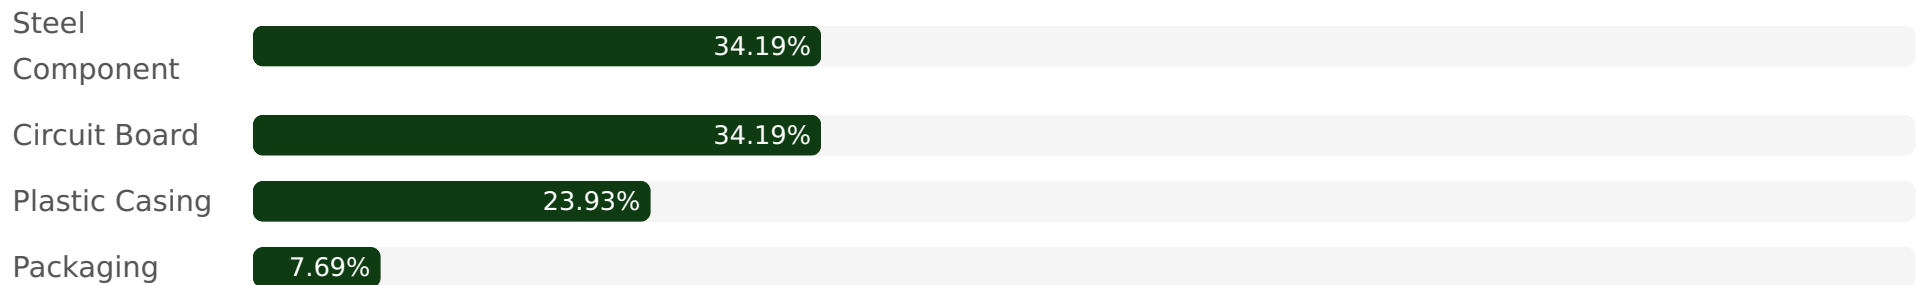 Steel
Component
34.19%
Circuit Board
34.19%
Plastic Casing
23.93%
Packaging
7.69%